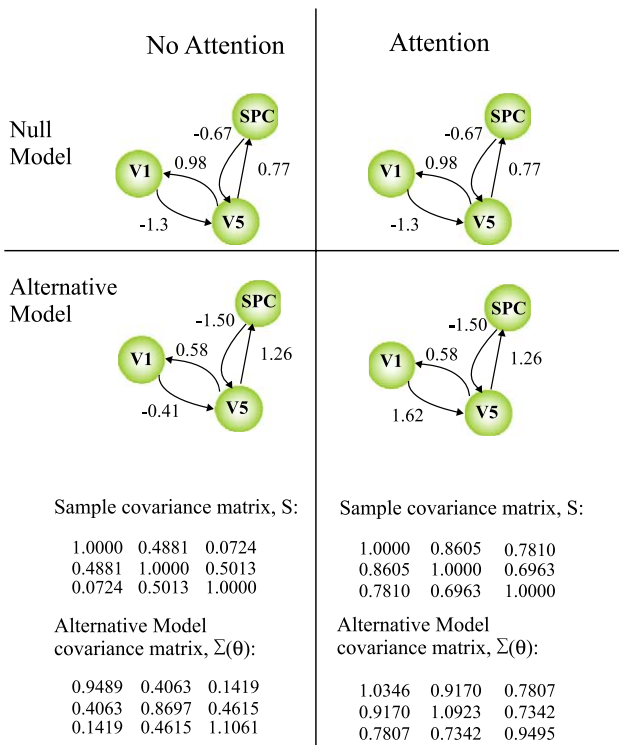 No Attention
Attention
Null
Model
SPC
-0.67
V1
0.98
0.77
-1.3
V5
SPC
-0.67
V1
0.98
0.77
-1.3
V5
Alternative
Model
SPC
-1.50
V1
0.58
1.26
-0.41
V5
SPC
-1.50
V1
0.58
1.26
1.62
V5
Sample covariance matrix, S:
1.0000 0.4881 0.0724
0.4881 1.0000 0.5013
0.0724 0.5013 1.0000
Alternative Model
covariance matrix, Σ(θ):
0.9489 0.4063 0.1419
0.4063 0.8697 0.4615
0.1419 0.4615 1.1061
Sample covariance matrix, S:
1.0000 0.8605 0.7810
0.8605 1.0000 0.6963
0.7810 0.6963 1.0000
Alternative Model
covariance matrix, Σ(θ):
1.0346 0.9170 0.7807
0.9170 1.0923 0.7342
0.7807 0.7342 0.9495